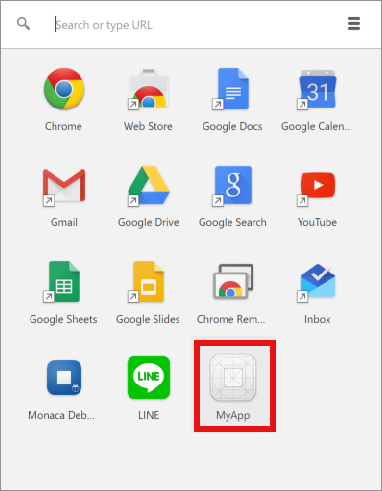 Search or type URL
Chrome
Web Store
Google Docs
31
Google Calen...
Gmail
Google Drive
g
Google Search
YouTube
Google Sheets
Google Slides
Chrome Rem...
Inbox
Monaca Deb...
LINE
LINE
MyApp